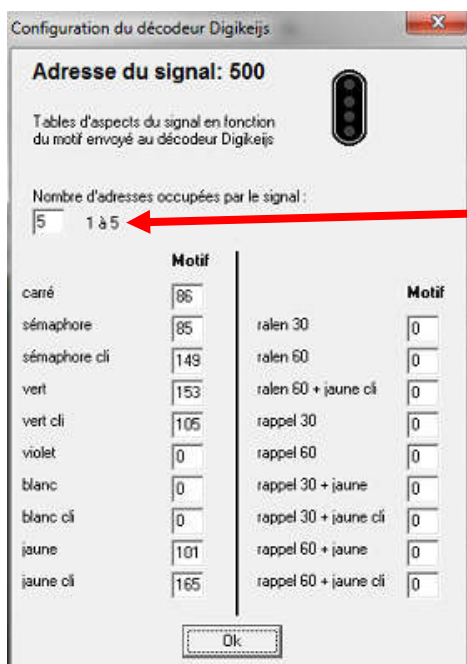 Configuration du décodeur Digikeijs
Adresse du signal: 500
Tables d'aspects du signal en fonction
du motif envoyé au décodeur Digikeijs
Nombre d'adresses occupées par le signal :
5 1 à 5
Motif
carré 86
sémaphore 85
sémaphore cli 149
vert 153
vert cli 105
violet 0
blanc 0
blanc cli 0
jaune 101
jaune cli 165
Motif
ralen 30 0
ralen 60 0
ralen 60 + jaune cli 0
rappel 30 0
rappel 60 0
rappel 30 + jaune 0
rappel 30 + jaune cli 0
rappel 60 + jaune 0
rappel 60 + jaune cli 0
Ok